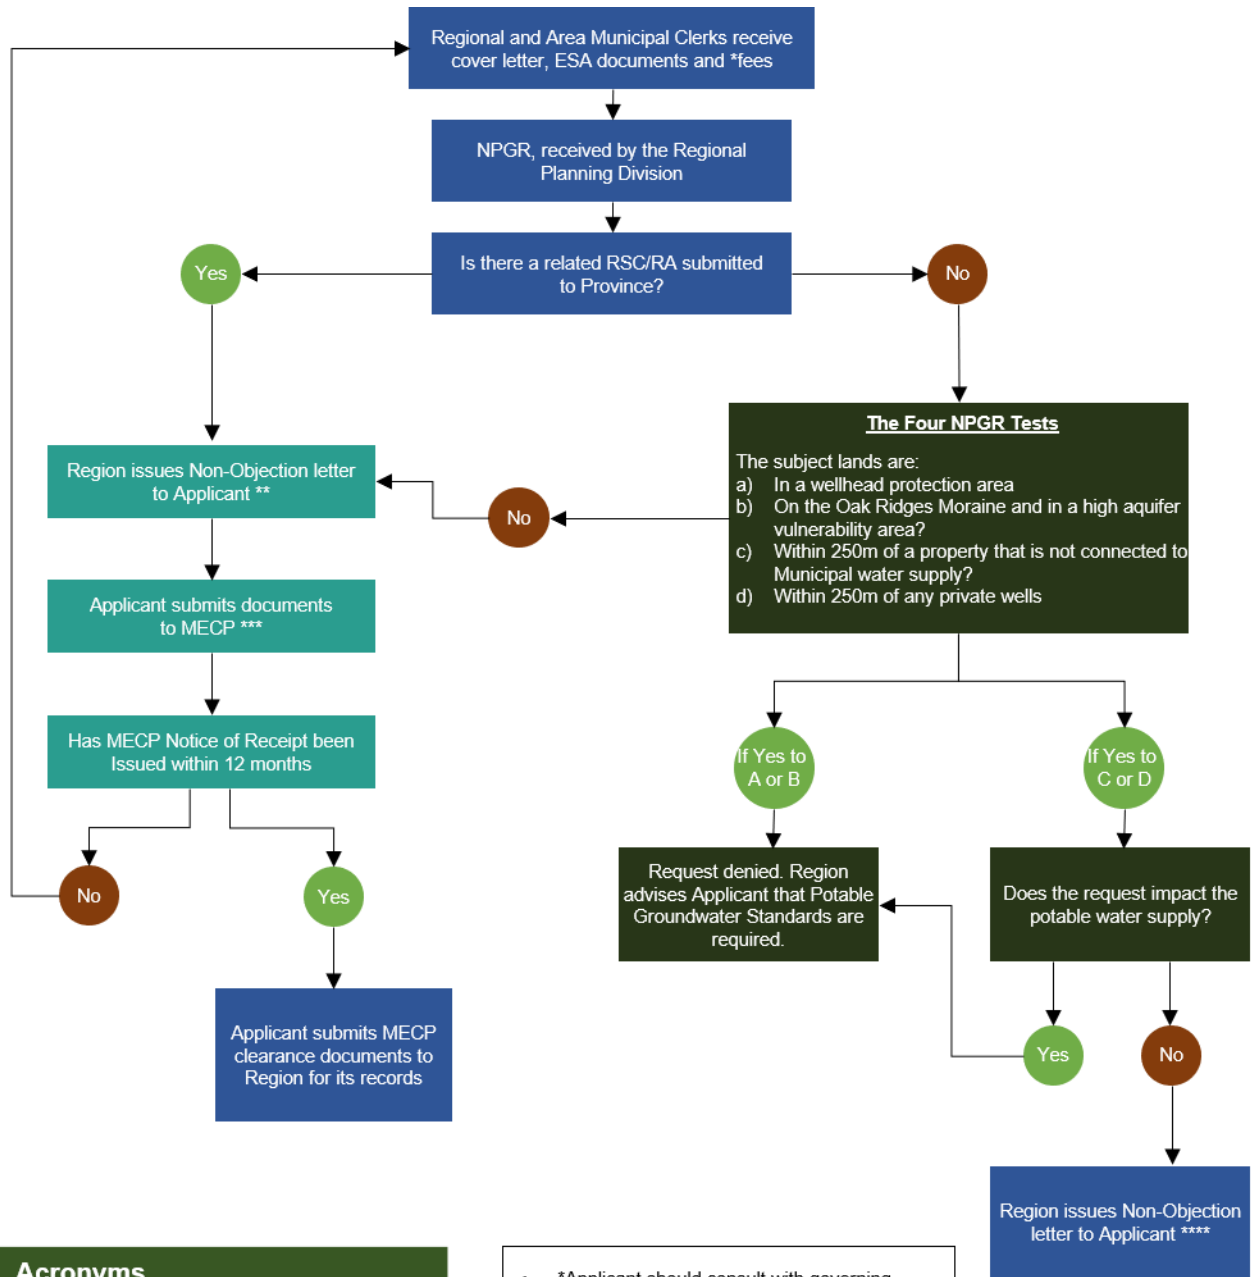 Regional and Area Municipal Clerks receive
cover letter, ESA documents and *fees
NPGR, received by the Regional
Planning Division
Is there a related RSC/RA submitted
to Province?
Yes
No
The Four NPGR Tests
The subject lands are:
a) In a wellhead protection area
b) On the Oak Ridges Moraine and in a high aquifer
vulnerability area?
c) Within 250m of a property that is not connected to
Municipal water supply?
d) Within 250m of any private wells
No
Region issues Non-Objection letter
to Applicant **
Applicant submits documents
to MECP ***
Has MECP Notice of Receipt been
Issued within 12 months
No
Yes
Applicant submits MECP
clearance documents to
Region for its records
If Yes to
A or B
If Yes to
C or D
Request denied. Region
advises Applicant that Potable
Groundwater Standards are
required.
Does the request impact the
potable water supply?
Yes
No
Region issues Non-Objection
letter to Applicant ****
Acronyms
*Applicant should consult with governing